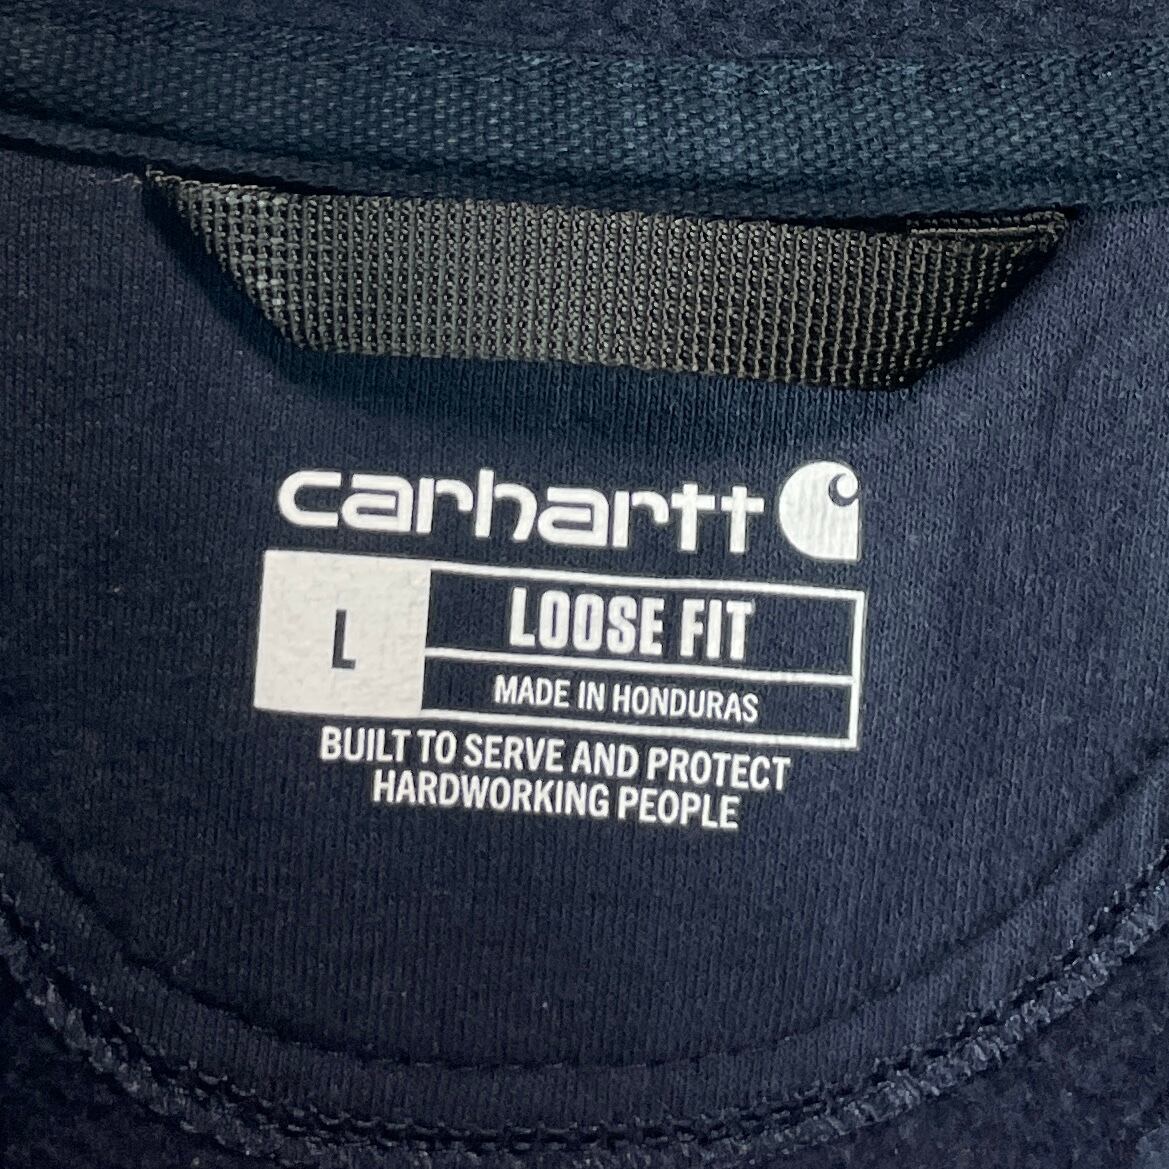 carhartt
L
LOOSE FIT
MADE IN HONDURAS
BUILT TO SERVE AND PROTECT
HARDWORKING PEOPLE